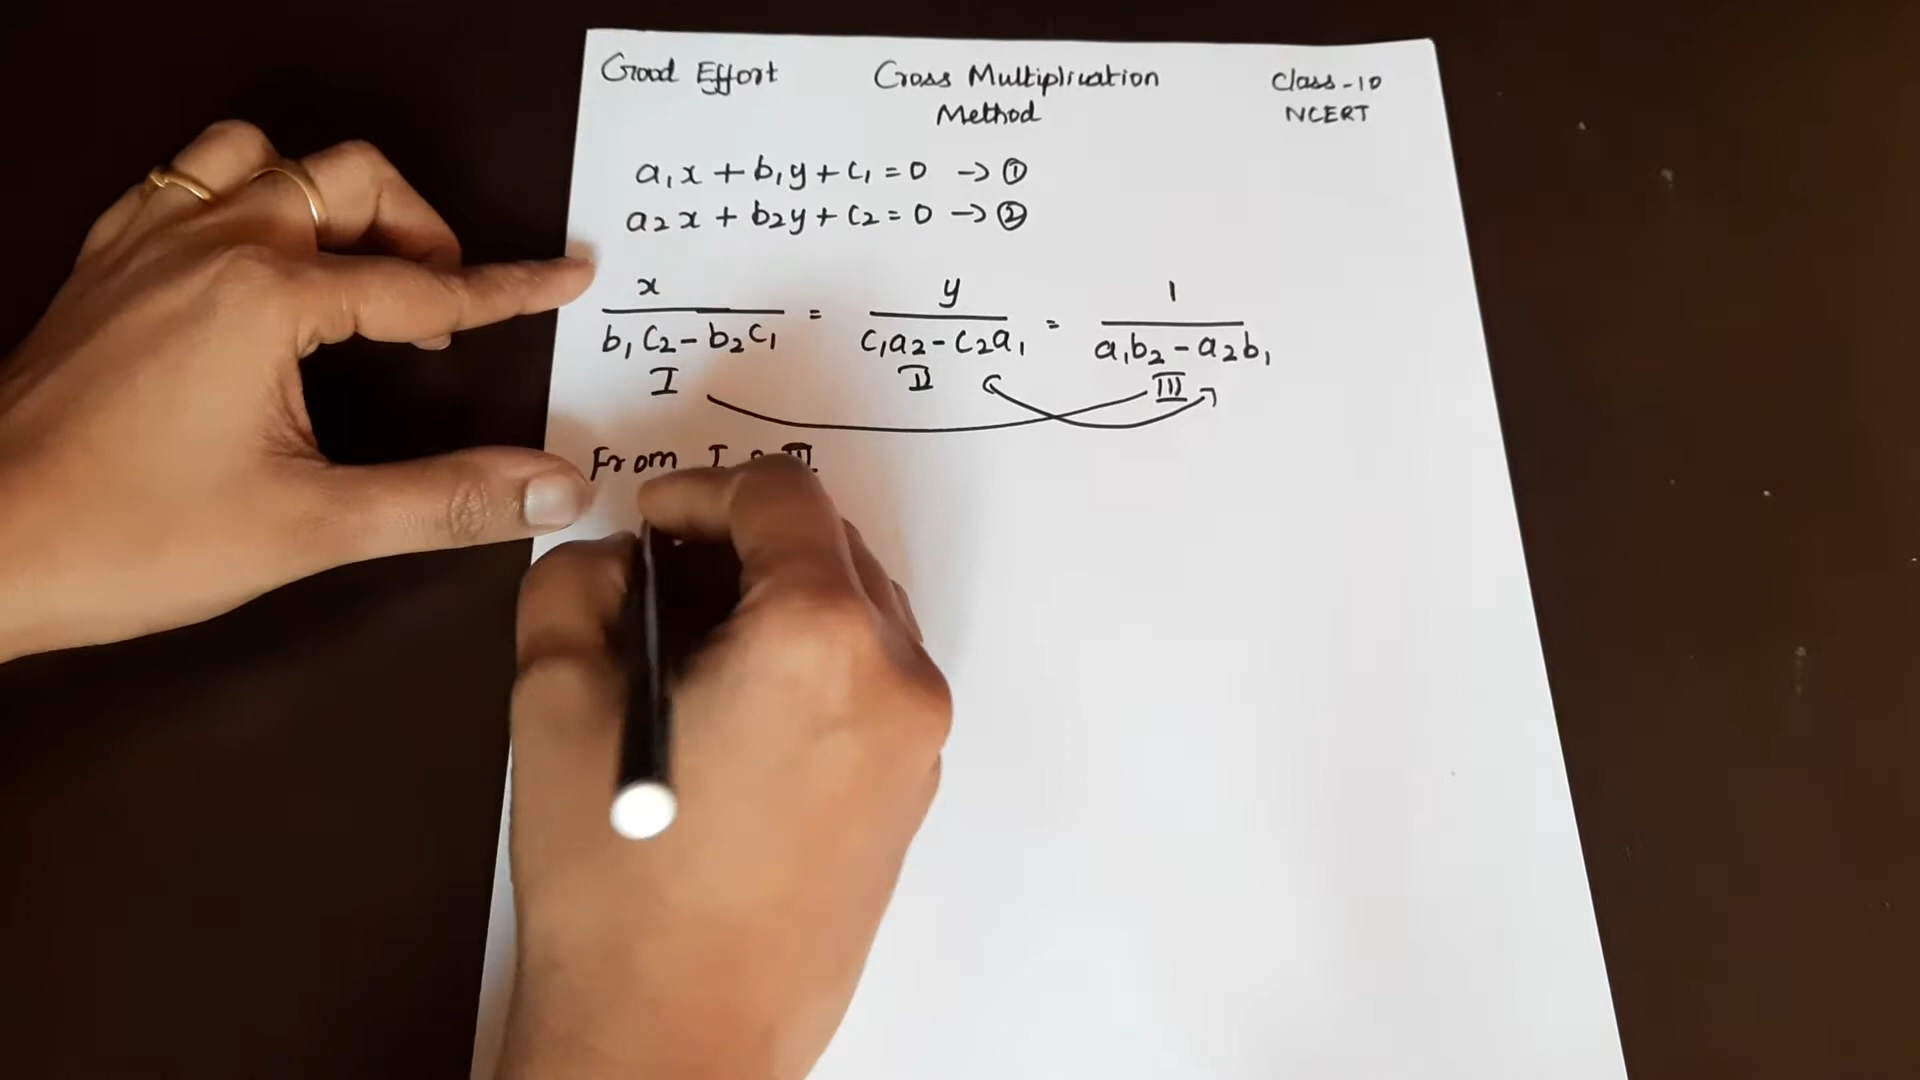 Good Effort
Cross Multiplication
Method
Class-10
NCERT
a₁x + b₁y + c₁ = 0 → ①
a₂x + b₂y + c₂ = 0 → ②
x / b₁c₂ - b₂c₁ = y / c₁a₂ - c₂a₁ = 1 / a₁b₂ - a₂b₁
I II III
From I III